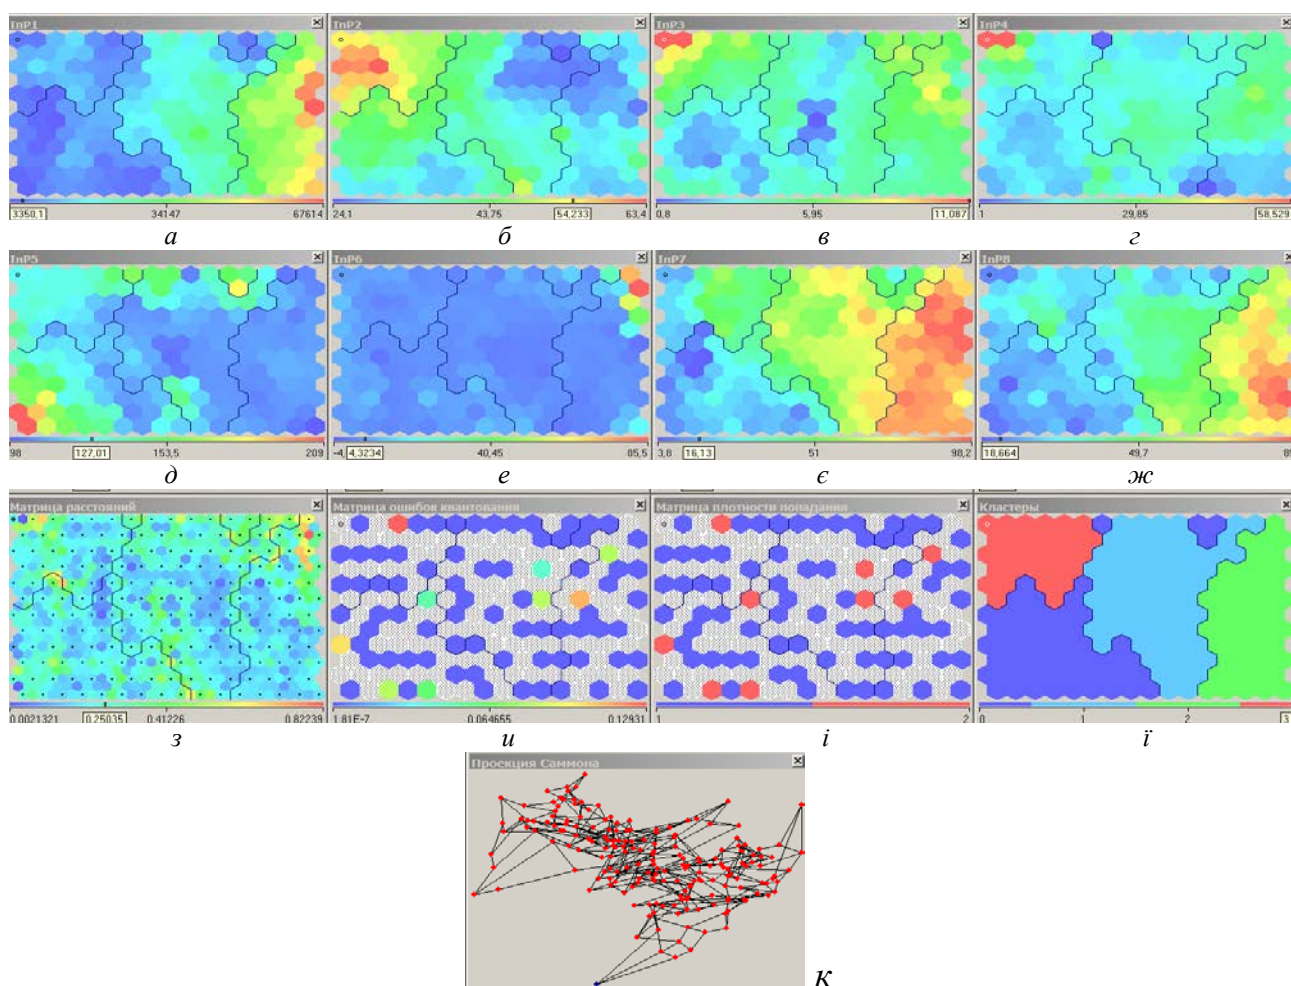 InP1 InP2 InP3 InP4
3350,1 34147 67614 24,1 43,75 54,233 63,4 0,8 5,95 11,087 1 29,85 58,529
а б в г
InP5 InP6 InP7 InP8
98 127,01 153,5 209 -4, 4,3234 40,45 85,5 3,8 16,13 51 98,2 18,664 49,7
д е є ж
Матрица расстояний Матрица ошибок квантования Матрица плотности попадания Кластеры
0.0021321 0.25035 0.41226 0.82239 1.81E-7 0.064655 0.12931 1 2 0 1 2 3
з и і ї
Проекция Саммона
к